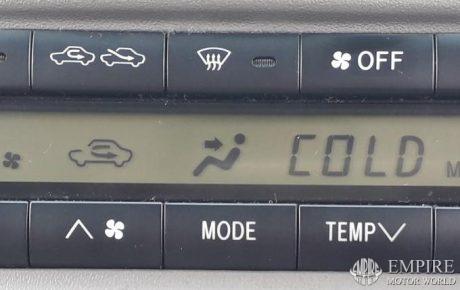 OFF
COLD M
MODE
TEMP
EMPIRE
MOTOR WORLD